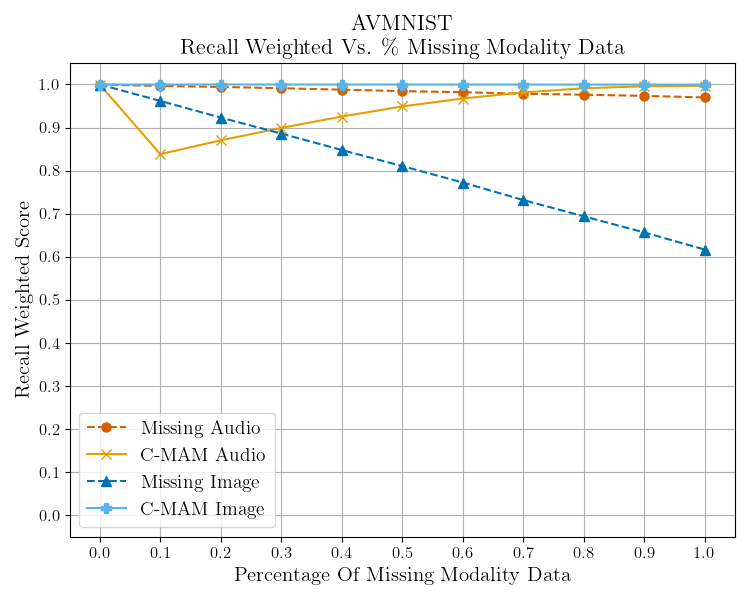 AVMNIST
Recall Weighted Vs. % Missing Modality Data
Recall Weighted Score
1.0
0.9
0.8
0.7
0.6
0.5
0.4
0.3
0.2
0.1
0.0
Missing Audio
C-MAM Audio
Missing Image
C-MAM Image
0.0 0.1 0.2 0.3 0.4 0.5 0.6 0.7 0.8 0.9 1.0
Percentage Of Missing Modality Data